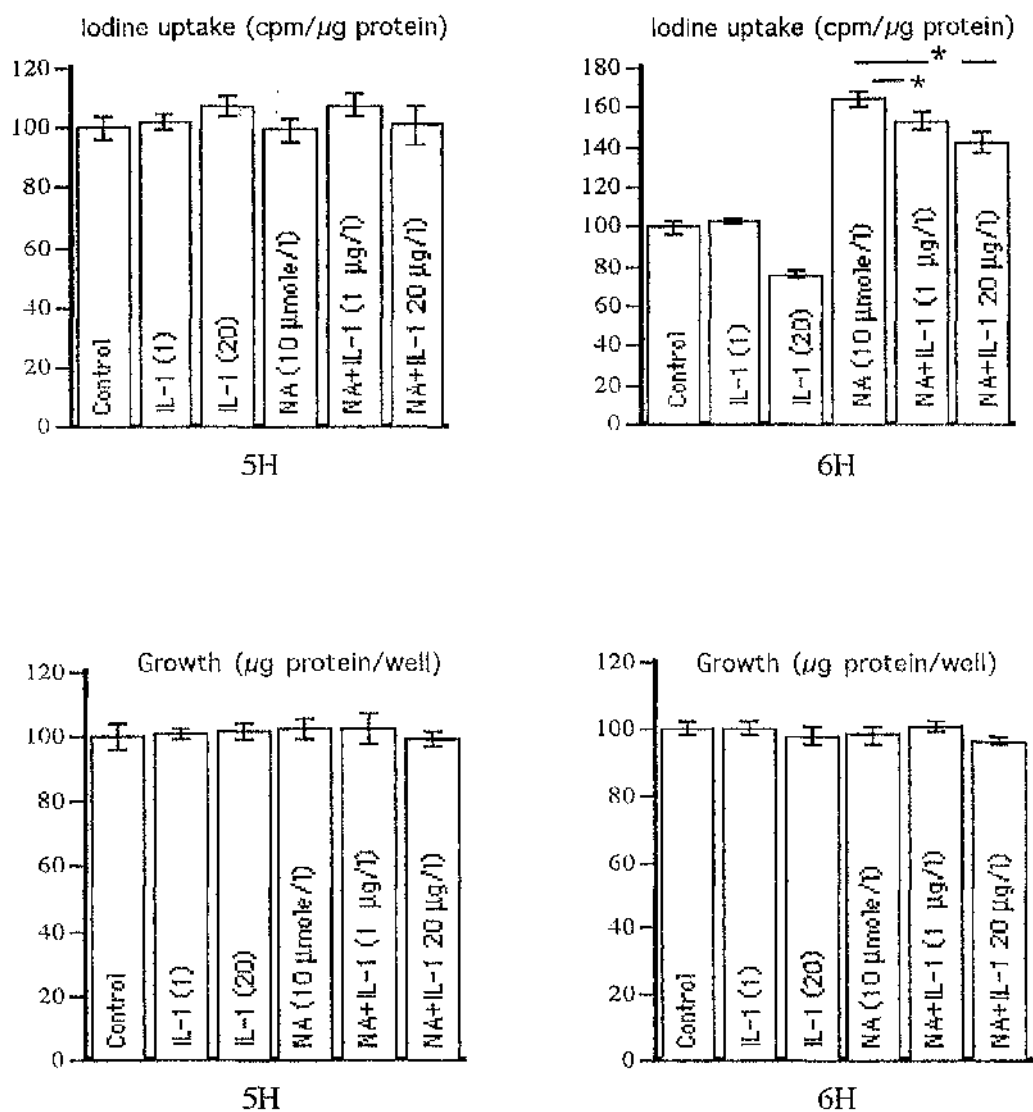 Iodine uptake (cpm/µg protein)
120
100
80
60
40
20
0
Control
IL-1 (1)
IL-1 (20)
NA (10 µmole/l)
NA+IL-1 (1 µg/l)
NA+IL-1 20 µg/l)
5H
Iodine uptake (cpm/µg protein)
*
*
180
160
140
120
100
80
60
40
20
0
Control
IL-1 (1)
IL-1 (20)
NA (10 µmole/l)
NA+IL-1 (1 µg/l)
NA+IL-1 20 µg/l)
6H
Growth (µg protein/well)
120
100
80
60
40
20
0
Control
IL-1 (1)
IL-1 (20)
NA (10 µmole/l)
NA+IL-1 (1 µg/l)
NA+IL-1 20 µg/l)
5H
Growth (µg protein/well)
120
100
80
60
40
20
0
Control
IL-1 (1)
IL-1 (20)
NA (10 µmole/l)
NA+IL-1 (1 µg/l)
NA+IL-1 20 µg/l)
6H